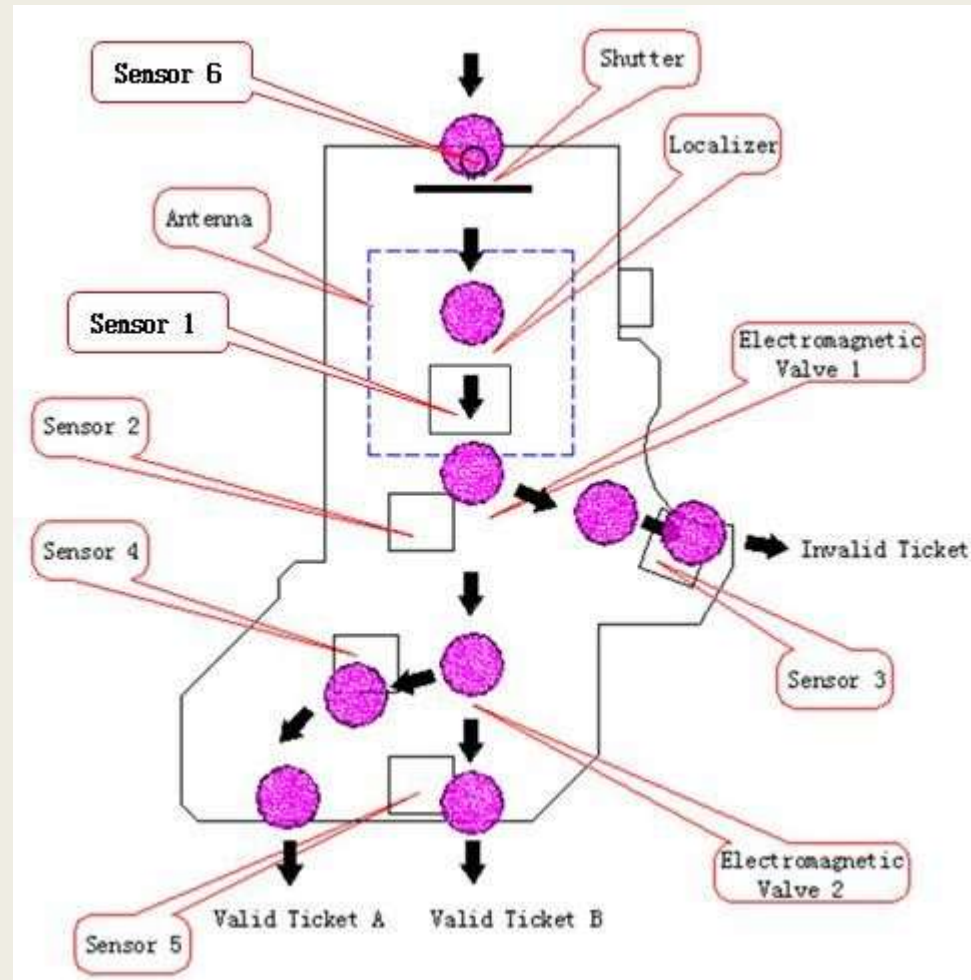 Sensor 6
Shutter
Localizer
Antenna
Sensor 1
Electromagnetic
Valve 1
Sensor 2
Sensor 4
Invalid Ticket
Sensor 3
Electromagnetic
Valve 2
Valid Ticket A
Valid Ticket B
Sensor 5